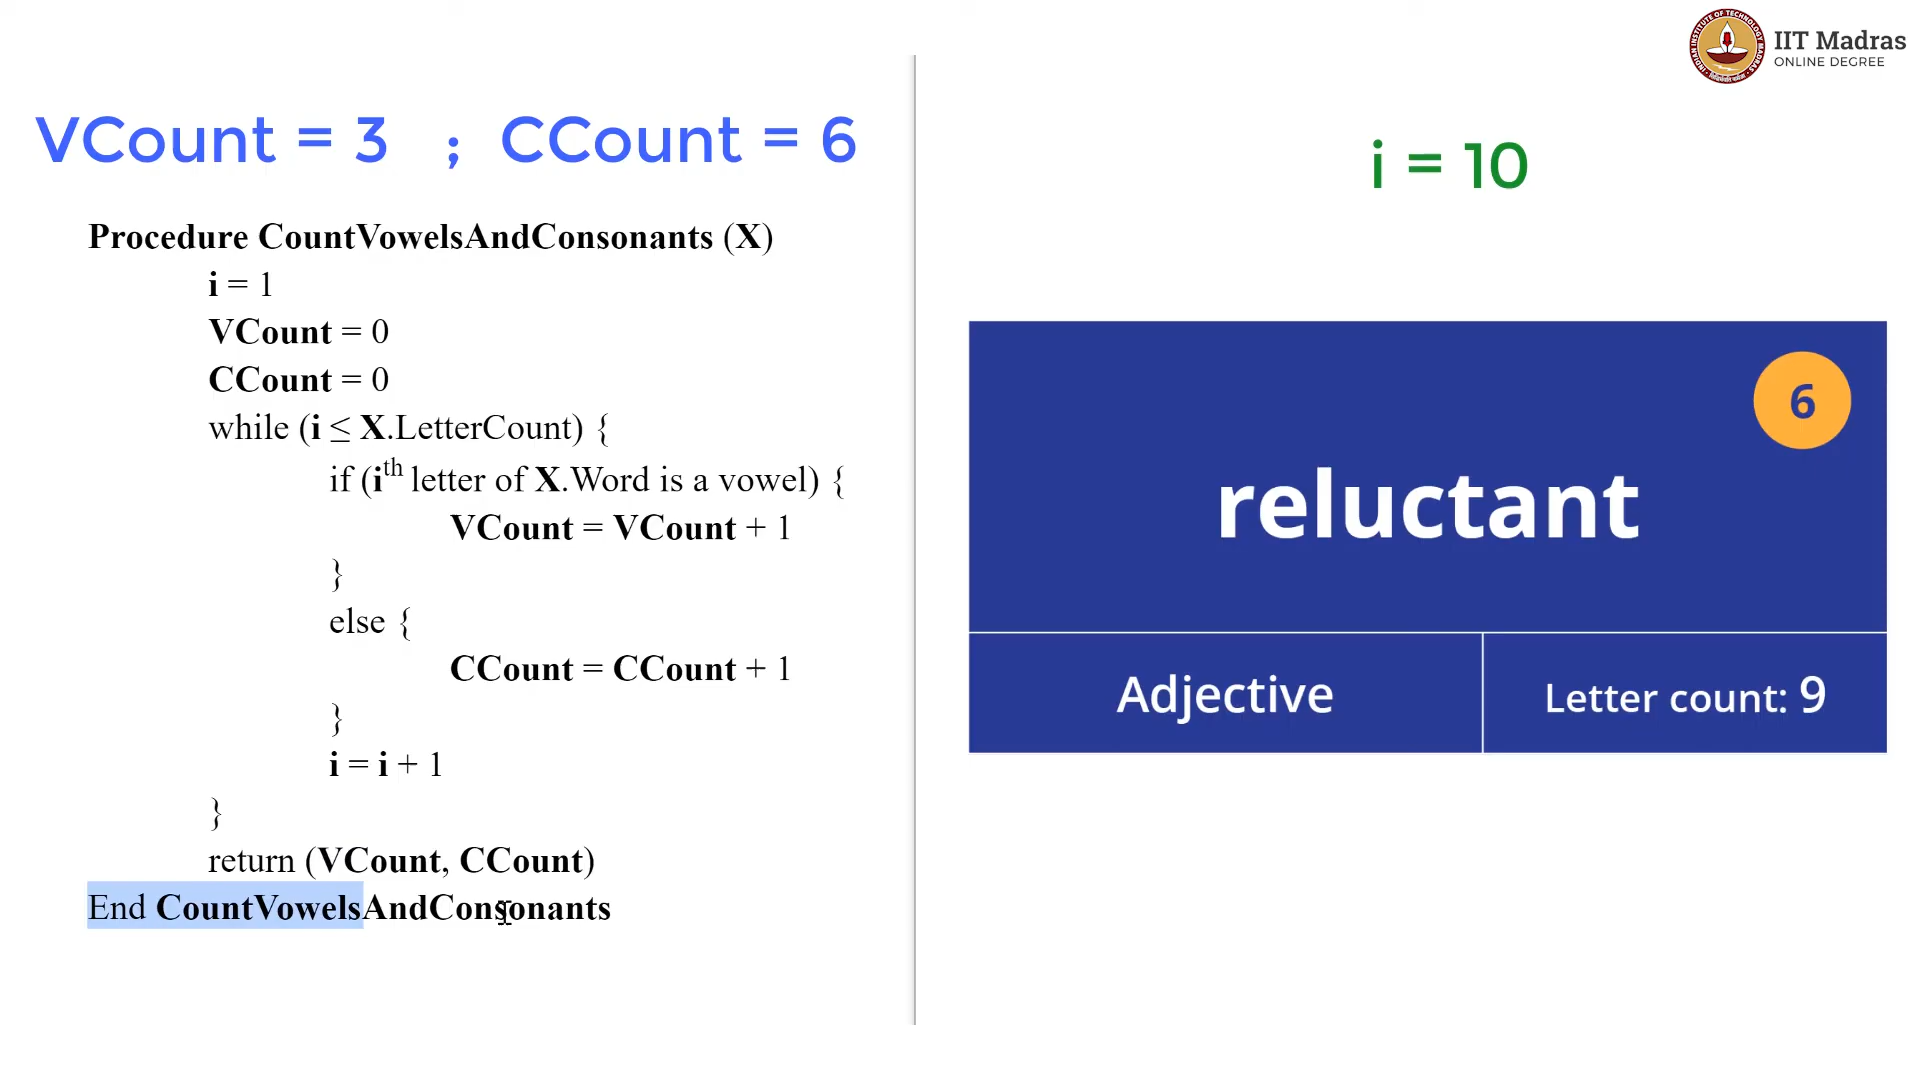 IIT Madras
ONLINE DEGREE
VCount = 3 ; CCount = 6
Procedure CountVowelsAndConsonants (X)
i = 1
VCount = 0
CCount = 0
while (i ≤ X.LetterCount) {
if (ith letter of X.Word is a vowel) {
VCount = VCount + 1
}
else {
CCount = CCount + 1
}
i = i + 1
}
return (VCount, CCount)
End CountVowelsAndConsonants
i = 10
6
reluctant
Adjective
Letter count: 9